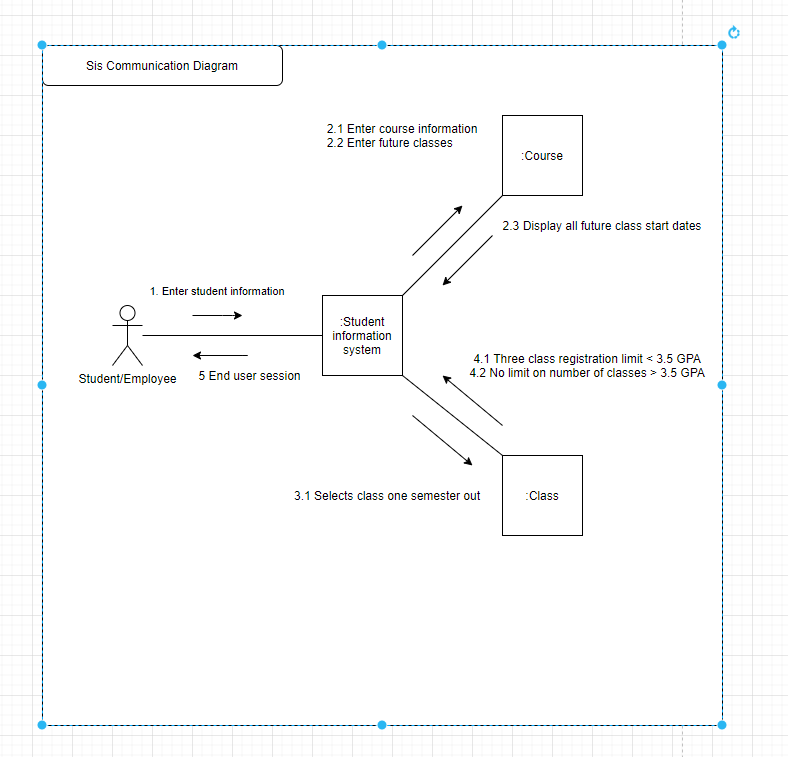 Sis Communication Diagram
2.1 Enter course information
2.2 Enter future classes
:Course
2.3 Display all future class start dates
1. Enter student information
:Student
information
system
Student/Employee
5 End user session
4.1 Three class registration limit < 3.5 GPA
4.2 No limit on number of classes > 3.5 GPA
3.1 Selects class one semester out
:Class